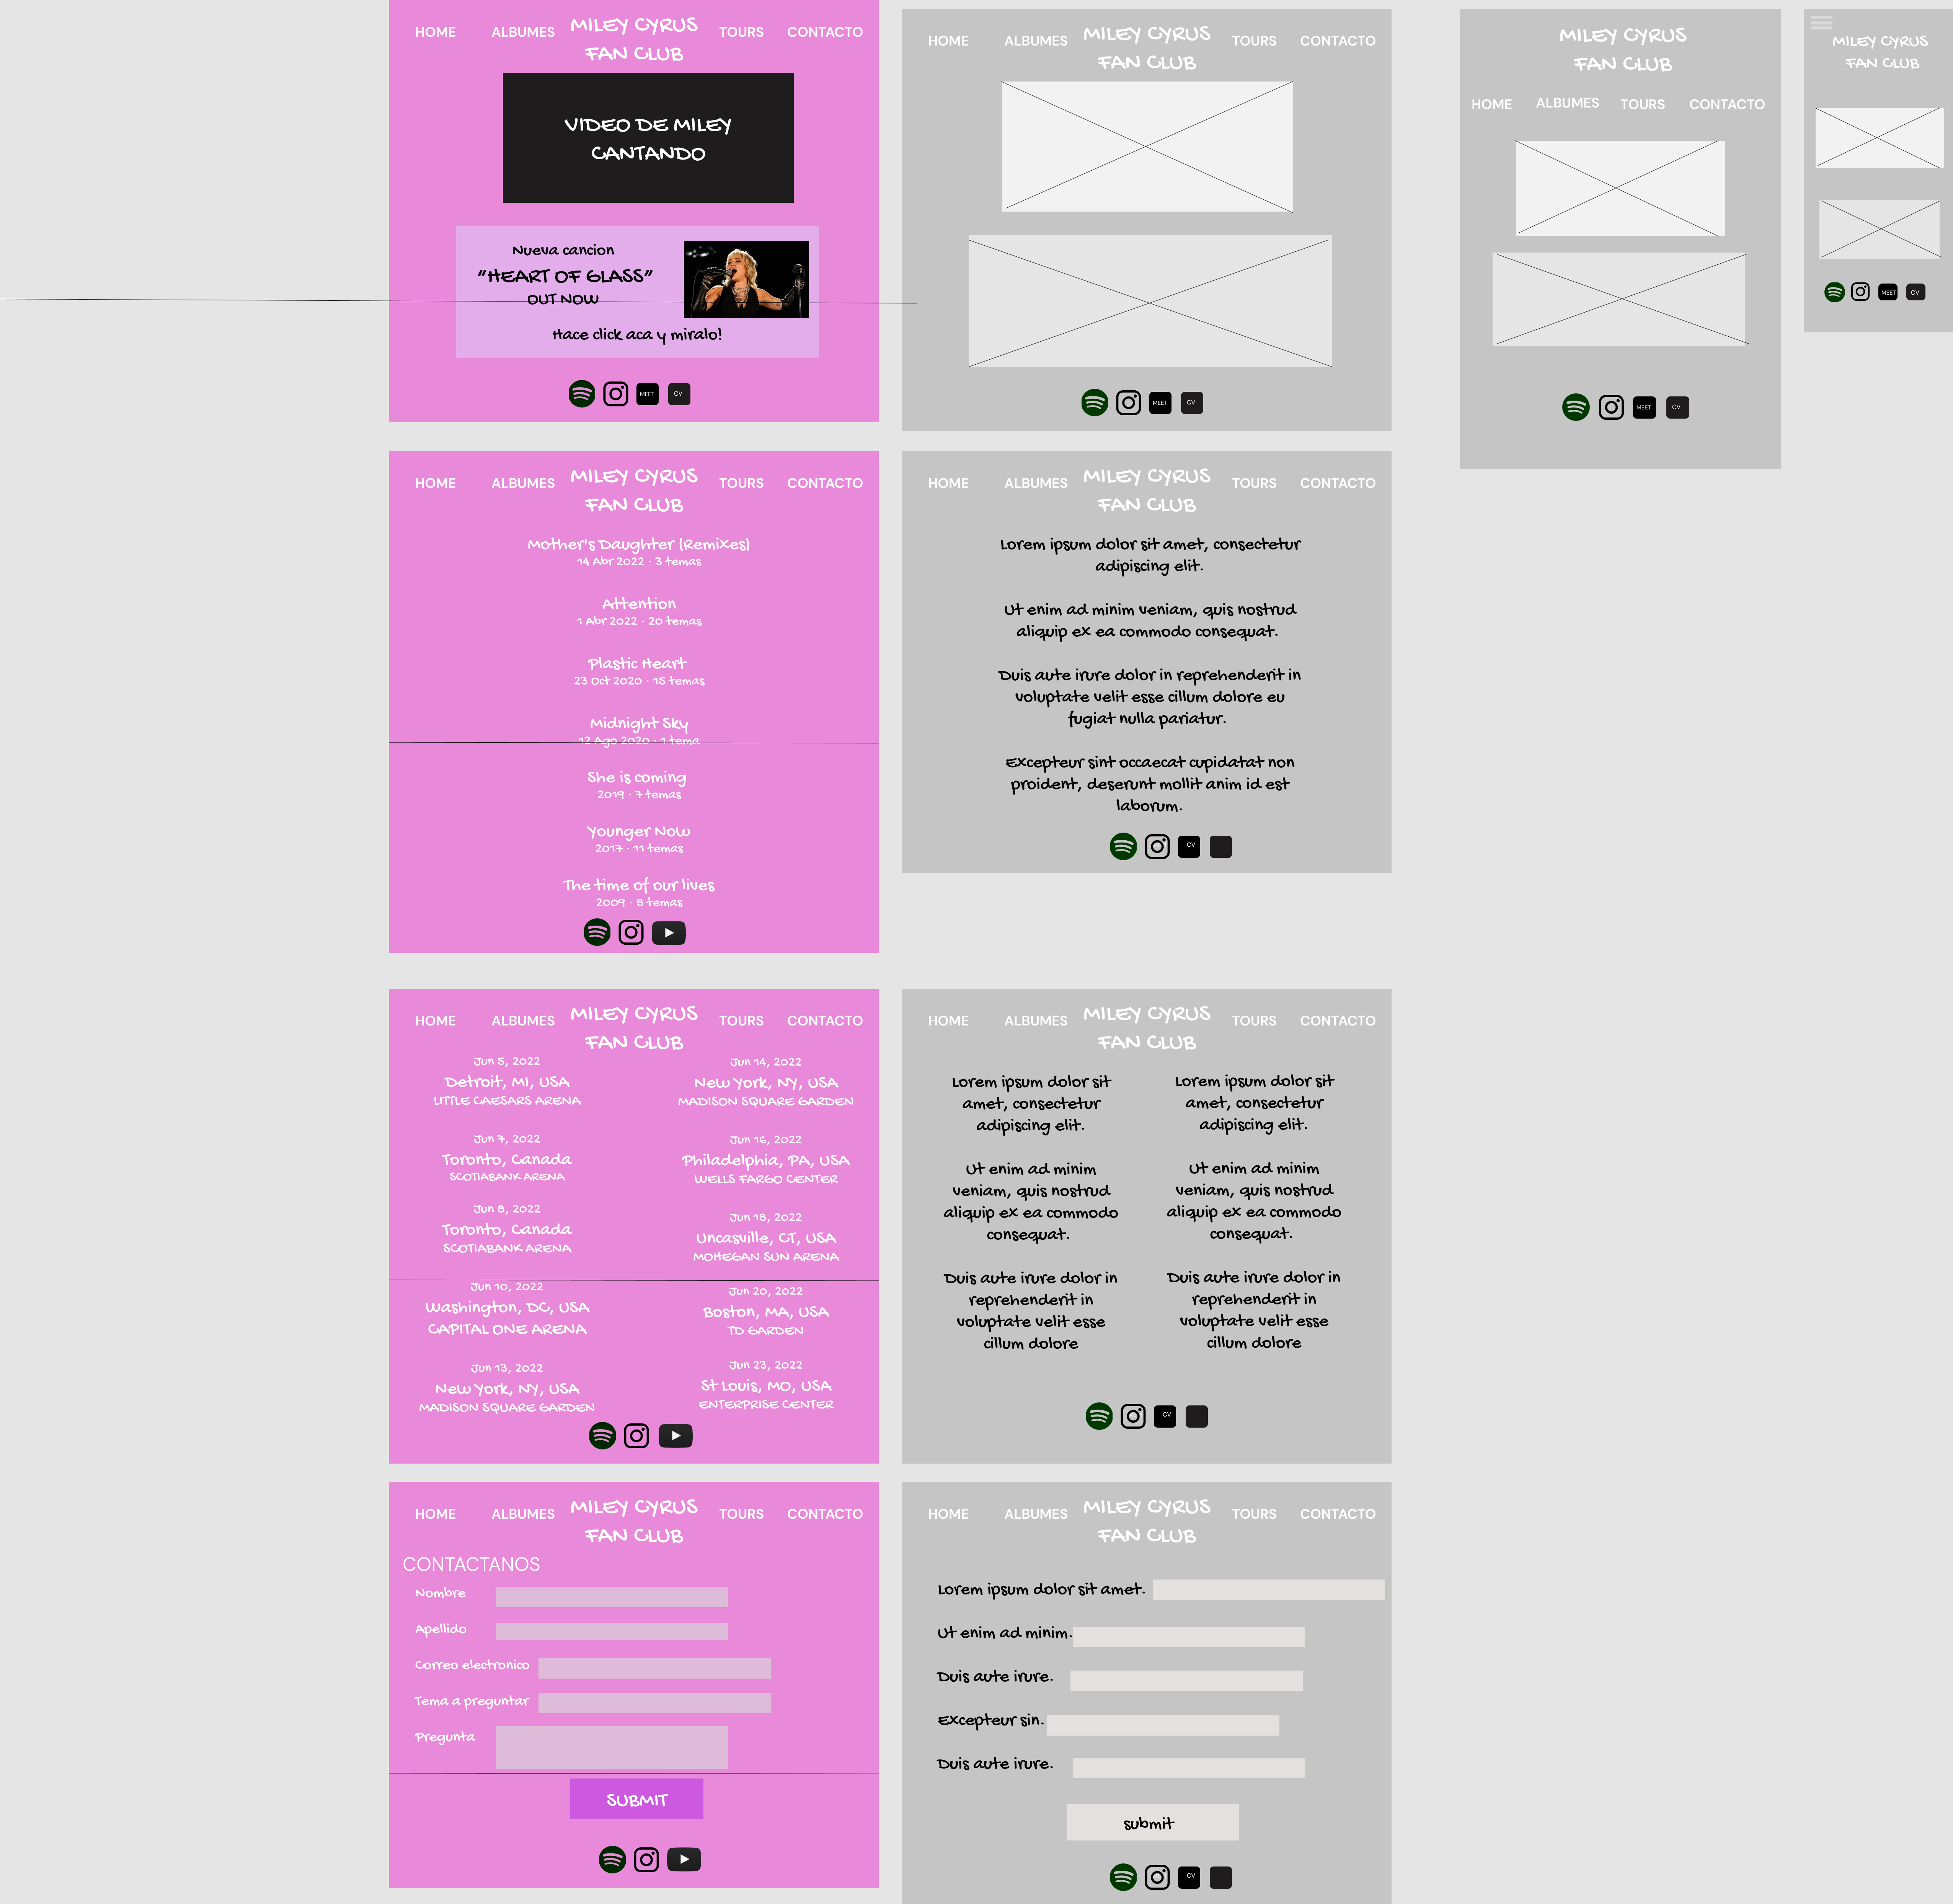 HOME
ALBUMES
MILEY CYRUS
FAN CLUB
TOURS
CONTACTO
VIDEO DE MILEY
CANTANDO
Nueva cancion
"HEART OF GLASS"
OUT NOW
Hace click aca y miralo!
MEET
CV
HOME
ALBUMES
MILEY CYRUS
FAN CLUB
TOURS
CONTACTO
MEET
CV
MILEY CYRUS
FAN CLUB
HOME
ALBUMES
TOURS
CONTACTO
MEET
CV
MILEY CYRUS
FAN CLUB
MEET
CV
HOME
ALBUMES
MILEY CYRUS
FAN CLUB
TOURS
CONTACTO
Mother's Daughter (Remixes)
14 Abr 2022 · 3 temas
Attention
1 Abr 2022 · 20 temas
Plastic Heart
23 Oct 2020 · 15 temas
Midnight Sky
12 Ago 2020 · 1 tema
She is coming
2019 · 7 temas
Younger Now
2017 · 11 temas
The time of our lives
2009 · 8 temas
HOME
ALBUMES
MILEY CYRUS
FAN CLUB
TOURS
CONTACTO
Lorem ipsum dolor sit amet, consectetur
adipiscing elit.
Ut enim ad minim veniam, quis nostrud
aliquip ex ea commodo consequat.
Duis aute irure dolor in reprehenderit in
voluptate velit esse cillum dolore eu
fugiat nulla pariatur.
Excepteur sint occaecat cupidatat non
proident, deserunt mollit anim id est
laborum.
CV
HOME
ALBUMES
MILEY CYRUS
FAN CLUB
TOURS
CONTACTO
Jun 5, 2022
Detroit, MI, USA
LITTLE CAESARS ARENA
Jun 7, 2022
Toronto, Canada
SCOTIABANK ARENA
Jun 8, 2022
Toronto, Canada
SCOTIABANK ARENA
Jun 10, 2022
Washington, DC, USA
CAPITAL ONE ARENA
Jun 13, 2022
New York, NY, USA
MADISON SQUARE GARDEN
Jun 14, 2022
New York, NY, USA
MADISON SQUARE GARDEN
Jun 16, 2022
Philadelphia, PA, USA
WELLS FARGO CENTER
Jun 18, 2022
Uncasville, CT, USA
MOHEGAN SUN ARENA
Jun 20, 2022
Boston, MA, USA
TD GARDEN
Jun 23, 2022
St Louis, MO, USA
ENTERPRISE CENTER
HOME
ALBUMES
MILEY CYRUS
FAN CLUB
TOURS
CONTACTO
Lorem ipsum dolor sit
amet, consectetur
adipiscing elit.
Ut enim ad minim
veniam, quis nostrud
aliquip ex ea commodo
consequat.
Duis aute irure dolor in
reprehenderit in
voluptate velit esse
cillum dolore
Lorem ipsum dolor sit
amet, consectetur
adipiscing elit.
Ut enim ad minim
veniam, quis nostrud
aliquip ex ea commodo
consequat.
Duis aute irure dolor in
reprehenderit in
voluptate velit esse
cillum dolore
CV
HOME
ALBUMES
MILEY CYRUS
FAN CLUB
TOURS
CONTACTO
CONTACTANOS
Nombre
Apellido
Correo electronico
Tema a preguntar
Pregunta
SUBMIT
HOME
ALBUMES
MILEY CYRUS
FAN CLUB
TOURS
CONTACTO
Lorem ipsum dolor sit amet.
Ut enim ad minim.
Duis aute irure.
Excepteur sin.
Duis aute irure.
submit
CV